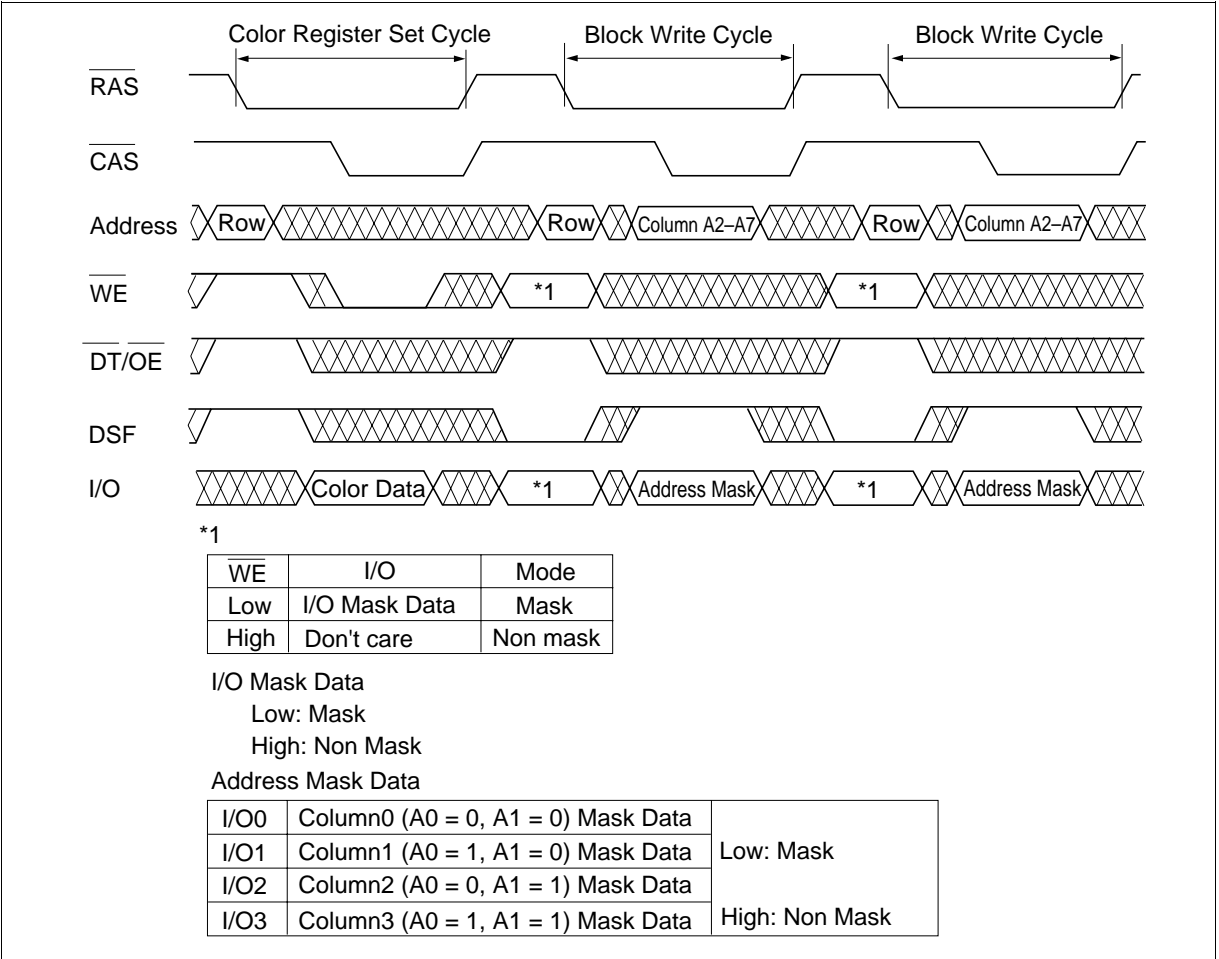 Color Register Set Cycle Block Write Cycle Block Write Cycle
RAS
CAS
Address Row Row Column A2–A7 Row Column A2–A7
WE *1 *1
DT/OE
DSF
I/O Color Data *1 Address Mask *1 Address Mask
*1
WE I/O Mode
Low I/O Mask Data Mask
High Don't care Non mask
I/O Mask Data
Low: Mask
High: Non Mask
Address Mask Data
I/O0 Column0 (A0 = 0, A1 = 0) Mask Data
I/O1 Column1 (A0 = 1, A1 = 0) Mask Data Low: Mask
I/O2 Column2 (A0 = 0, A1 = 1) Mask Data
I/O3 Column3 (A0 = 1, A1 = 1) Mask Data High: Non Mask